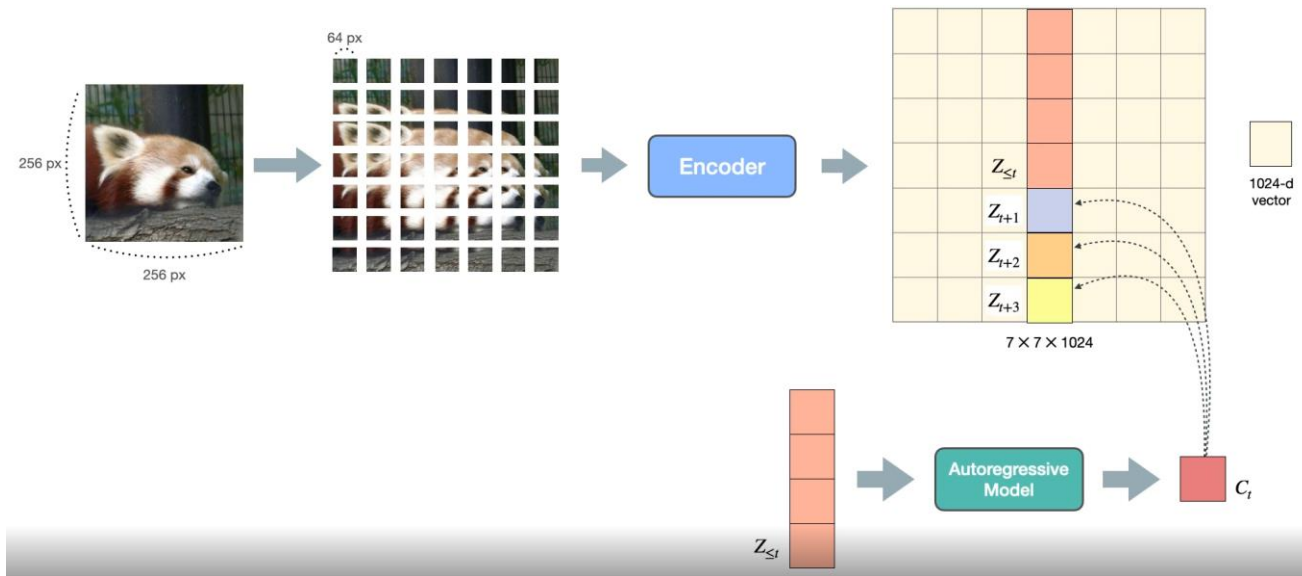 64 px
256 px
256 px
Encoder
Z≤t
Zt+1
Zt+2
Zt+3
7 × 7 × 1024
1024-d
vector
Z≤t
Autoregressive
Model
Ct